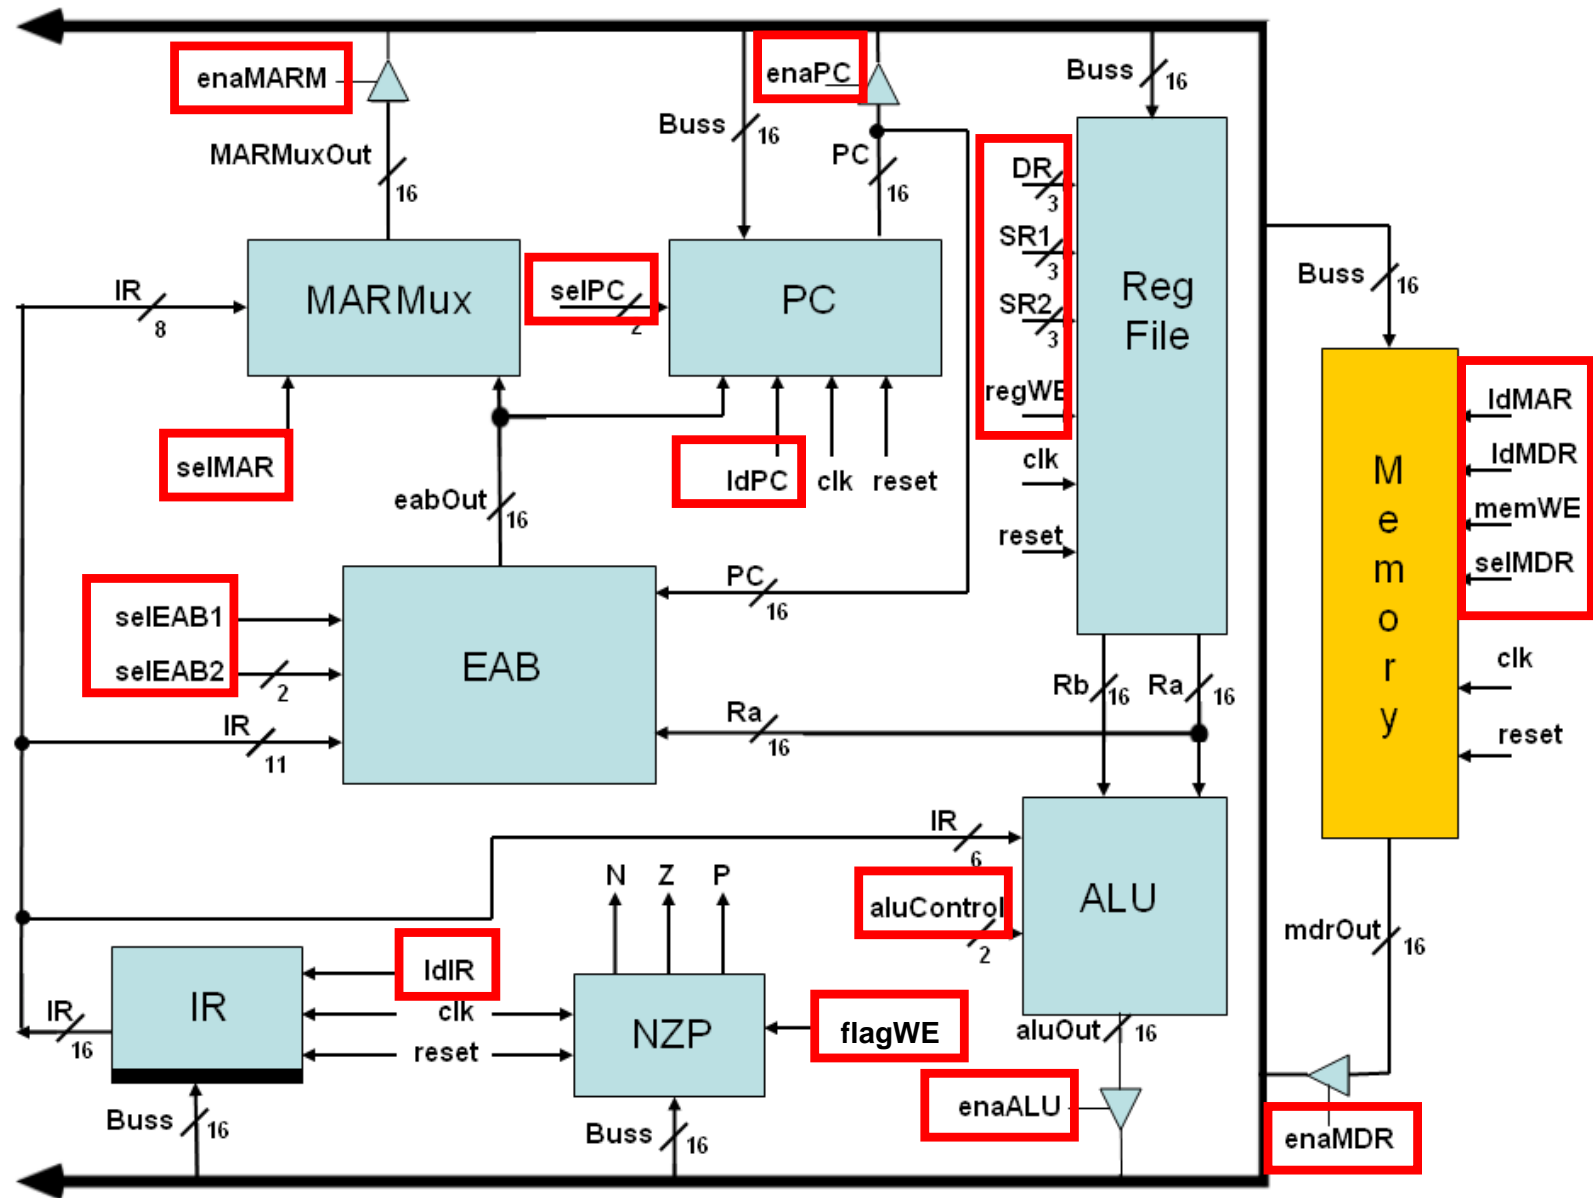 enaMARM
enaPC
Buss
16
Buss
16
MARMuxOut
16
PC
16
DR
3
SR1
3
SR2
3
regWE
clk
reset
Reg
File
Buss
16
IR
8
MARMux
selPC
2
PC
selMAR
ldPC
clk
reset
eabOut
16
ldMAR
ldMDR
memWE
selMDR
clk
reset
Memory
selEAB1
selEAB2
2
IR
11
EAB
PC
16
Ra
16
Rb
16
Ra
16
IR
6
aluControl
2
ALU
N
Z
P
mdrOut
16
IR
16
IR
ldIR
clk
reset
NZP
flagWE
aluOut
16
enaALU
enaMDR
Buss
16
Buss
16